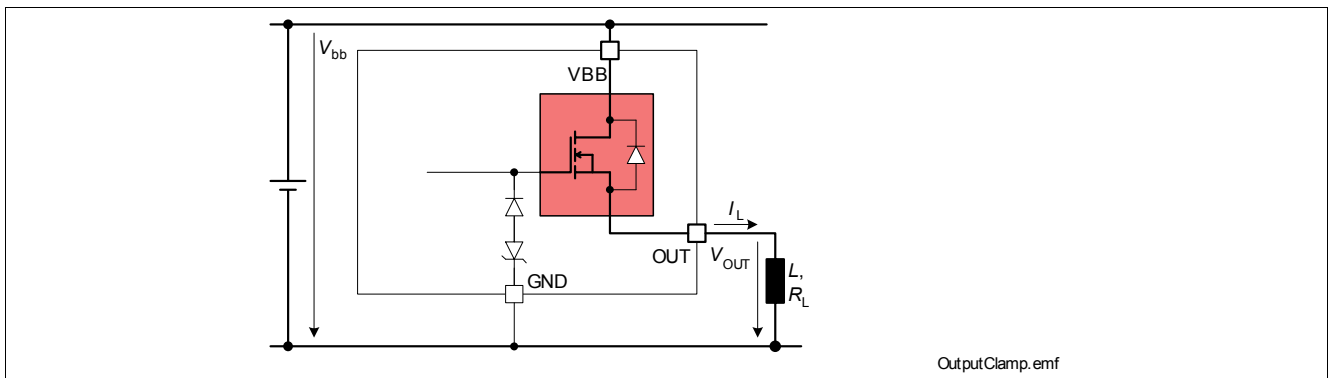 Vbb
VBB
IL
OUT
VOUT
L,
RL
GND
OutputClamp.emf